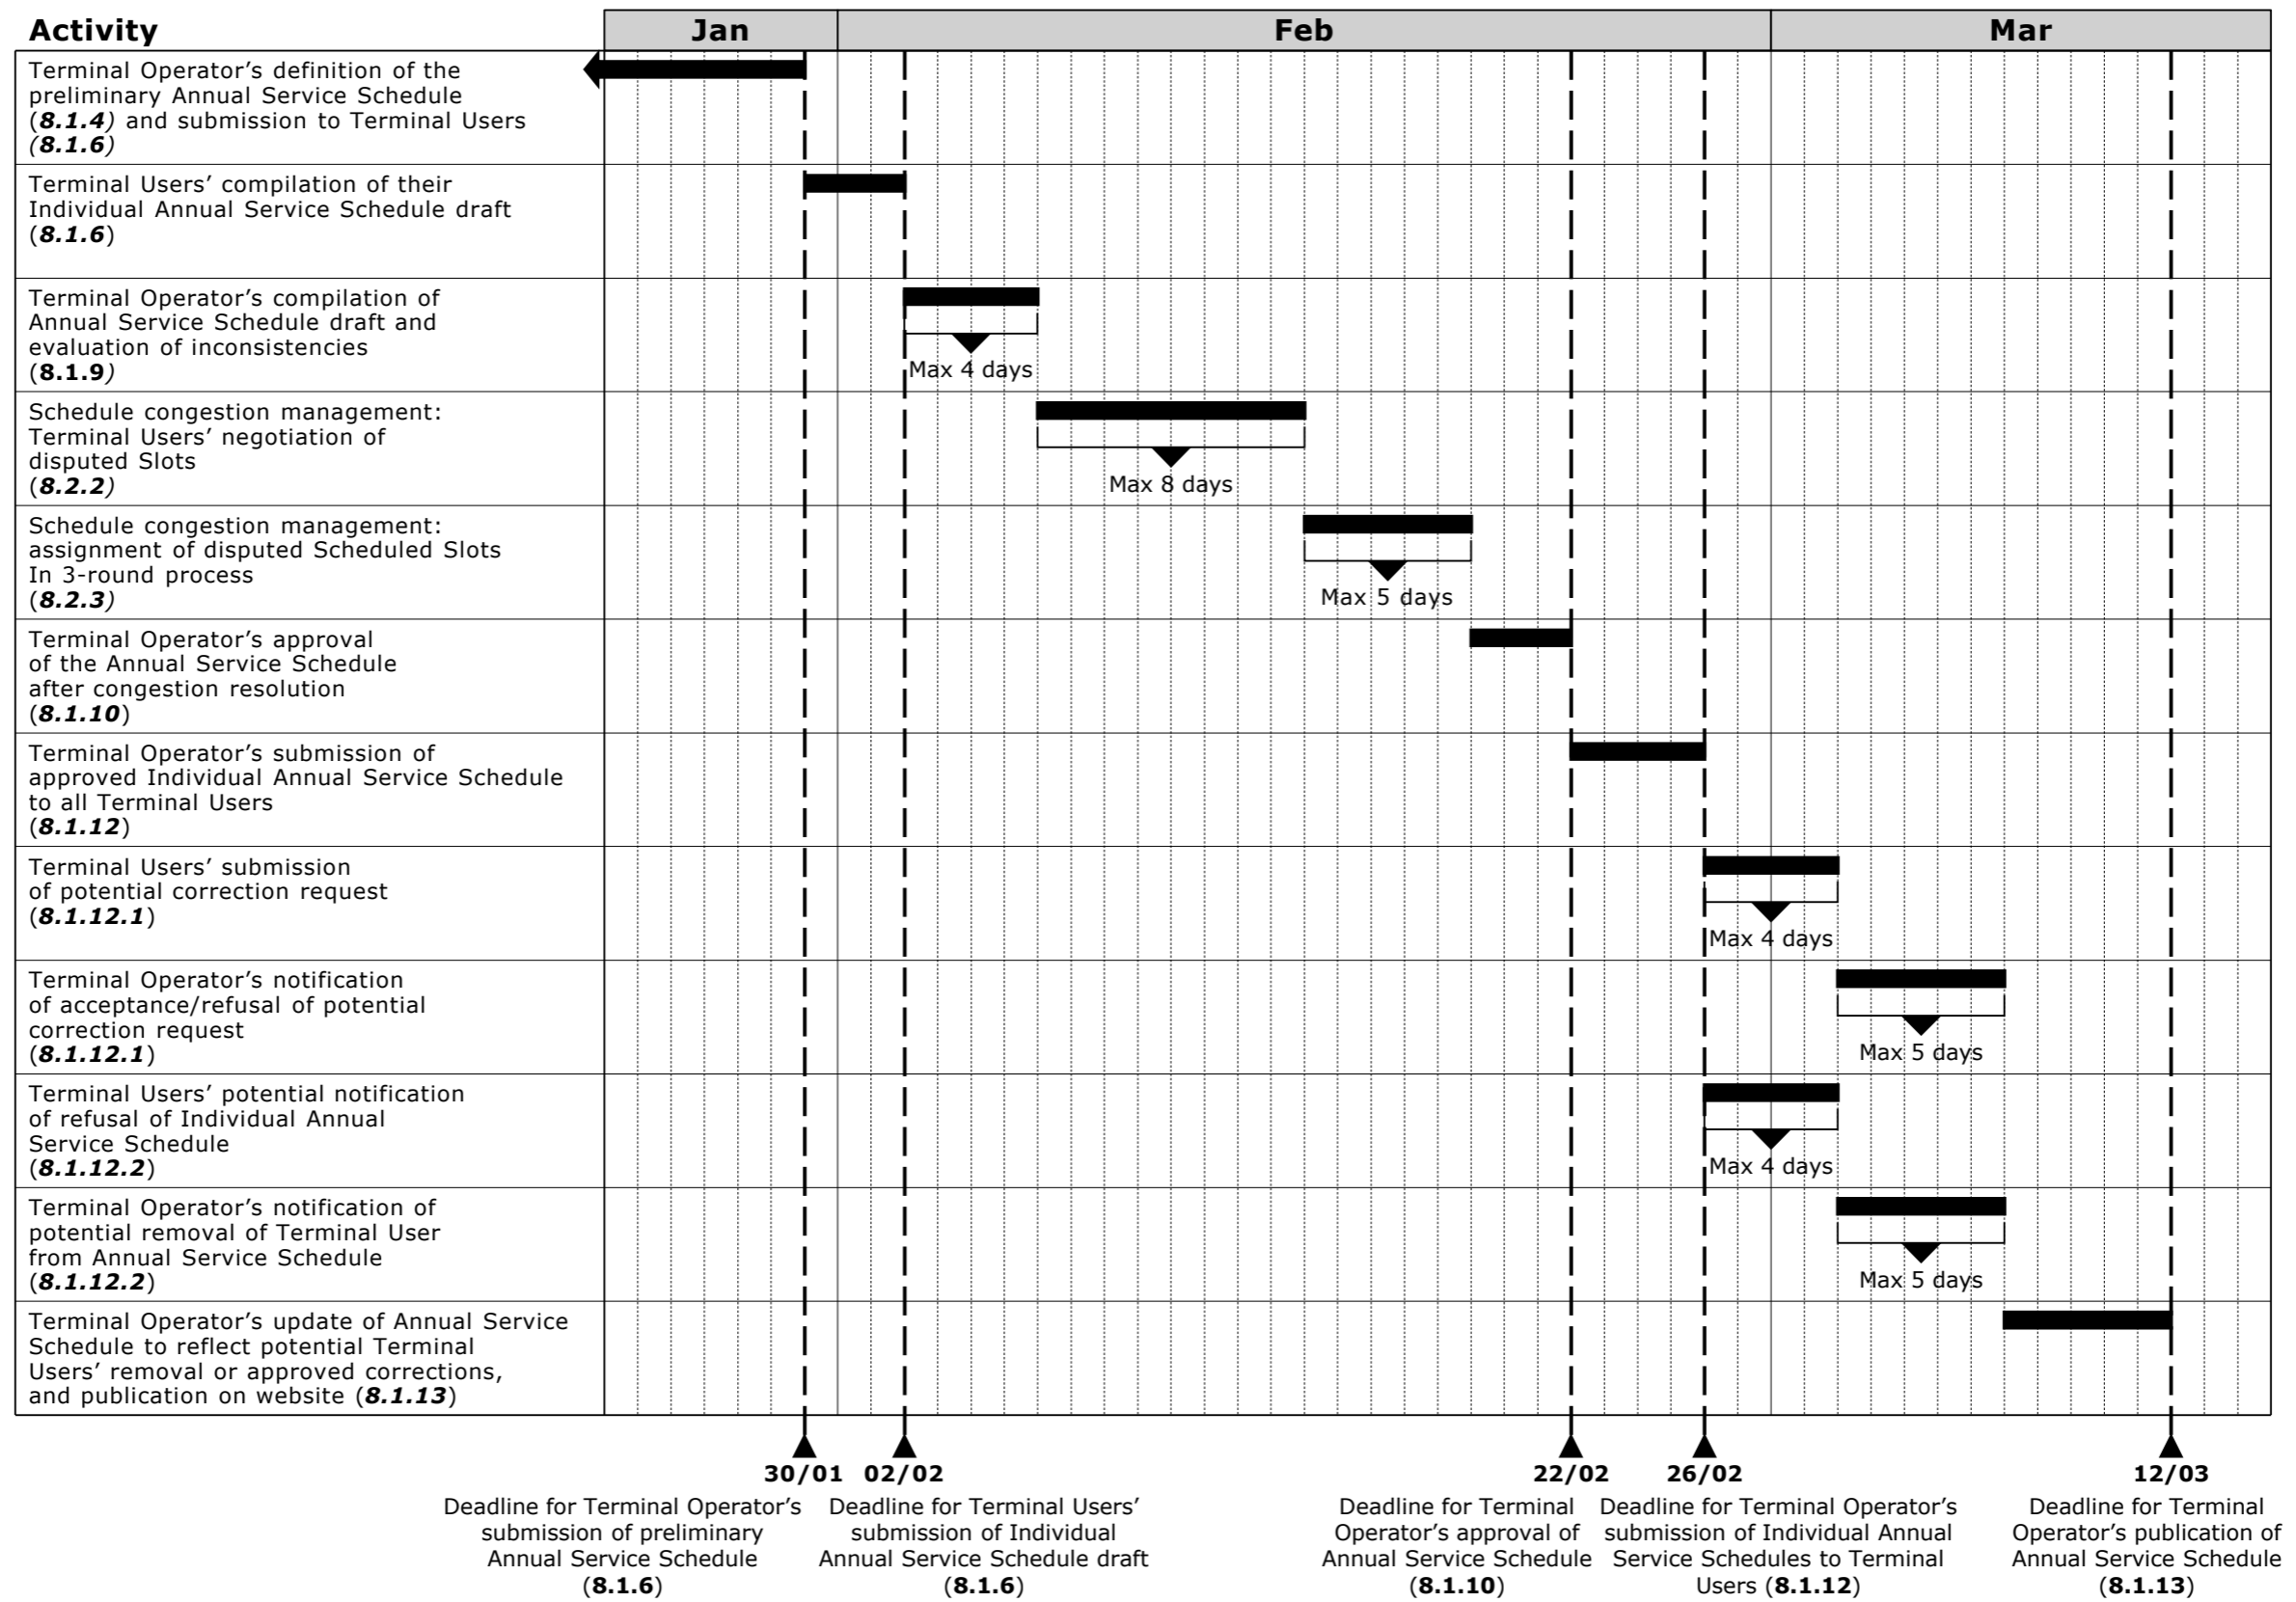 Activity
Jan
Feb
Mar
Terminal Operator’s definition of the
preliminary Annual Service Schedule
(8.1.4) and submission to Terminal Users
(8.1.6)
Terminal Users’ compilation of their
Individual Annual Service Schedule draft
(8.1.6)
Terminal Operator’s compilation of
Annual Service Schedule draft and
evaluation of inconsistencies
(8.1.9)
Max 4 days
Schedule congestion management:
Terminal Users’ negotiation of
disputed Slots
(8.2.2)
Max 8 days
Schedule congestion management:
assignment of disputed Scheduled Slots
In 3-round process
(8.2.3)
Max 5 days
Terminal Operator’s approval
of the Annual Service Schedule
after congestion resolution
(8.1.10)
Terminal Operator’s submission of
approved Individual Annual Service Schedule
to all Terminal Users
(8.1.12)
Terminal Users’ submission
of potential correction request
(8.1.12.1)
Max 4 days
Terminal Operator’s notification
of acceptance/refusal of potential
correction request
(8.1.12.1)
Max 5 days
Terminal Users’ potential notification
of refusal of Individual Annual
Service Schedule
(8.1.12.2)
Max 4 days
Terminal Operator’s notification of
potential removal of Terminal User
from Annual Service Schedule
(8.1.12.2)
Max 5 days
Terminal Operator’s update of Annual Service
Schedule to reflect potential Terminal
Users’ removal or approved corrections,
and publication on website (8.1.13)
30/01
Deadline for Terminal Operator’s
submission of preliminary
Annual Service Schedule
(8.1.6)
02/02
Deadline for Terminal Users’
submission of Individual
Annual Service Schedule draft
(8.1.6)
22/02
Deadline for Terminal
Operator’s approval of
Annual Service Schedule
(8.1.10)
26/02
Deadline for Terminal Operator’s
submission of Individual Annual
Service Schedules to Terminal
Users (8.1.12)
12/03
Deadline for Terminal
Operator’s publication of
Annual Service Schedule
(8.1.13)